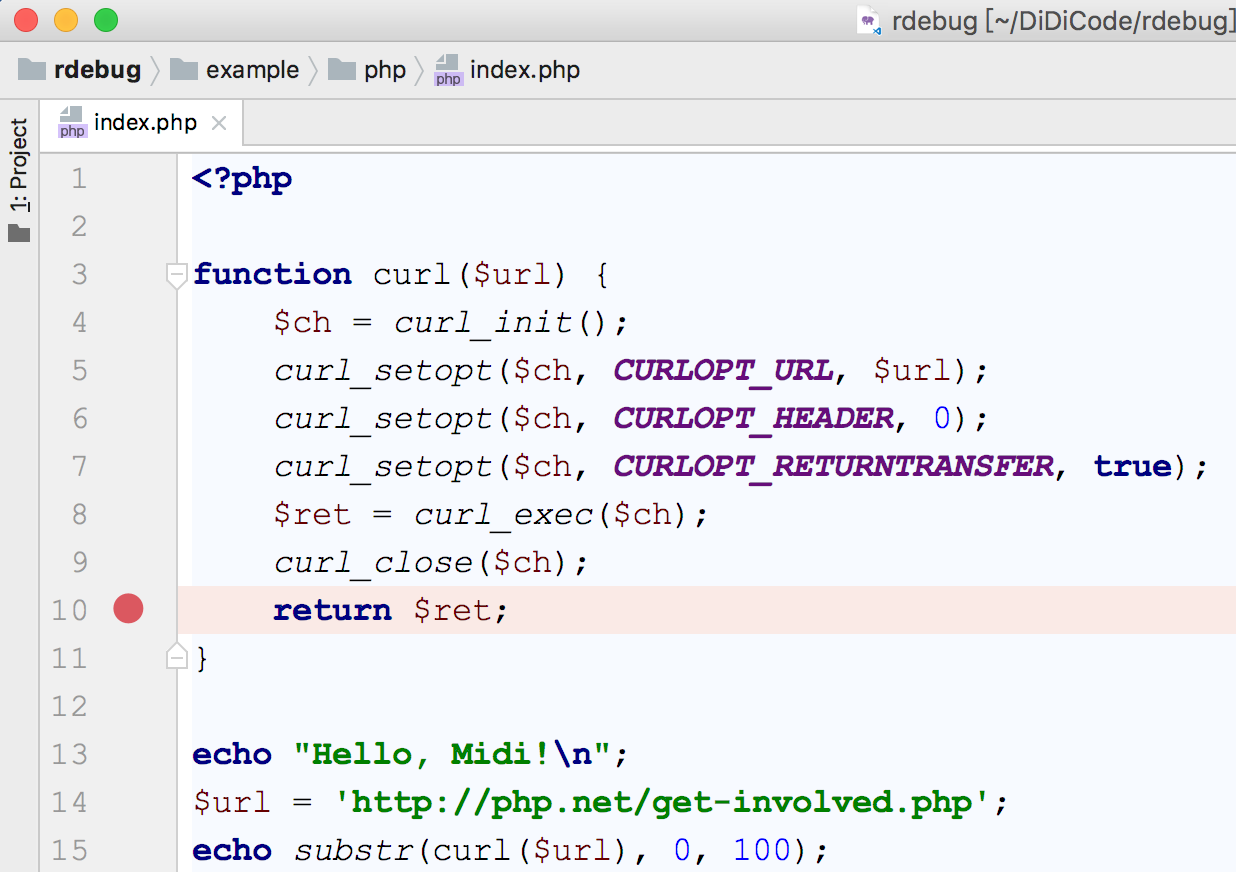 rdebug [~/DiDiCode/rdebug]
rdebug example php index.php
index.php
1: Project
1 <?php
2
3 function curl($url) {
4 $ch = curl_init();
5 curl_setopt($ch, CURLOPT_URL, $url);
6 curl_setopt($ch, CURLOPT_HEADER, 0);
7 curl_setopt($ch, CURLOPT_RETURNTRANSFER, true);
8 $ret = curl_exec($ch);
9 curl_close($ch);
10 return $ret;
11 }
12
13 echo "Hello, Midi!\n";
14 $url = 'http://php.net/get-involved.php';
15 echo substr(curl($url), 0, 100);